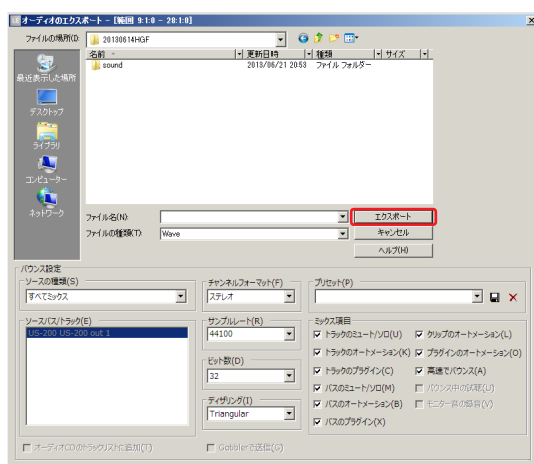 オーディオのエクスポート - [範囲 9:1:0 - 28:1:0]
ファイルの場所(I):
20130614HGF
名前
更新日時
種類
サイズ
sound
2013/06/21 20:53
ファイル フォルダー
最近表示した場所
デスクトップ
ライブラリ
コンピューター
ネットワーク
ファイル名(N):
エクスポート
ファイルの種類(T):
Wave
キャンセル
ヘルプ(H)
バウンス設定
ソースの種類(S)
すべてミックス
チャンネルフォーマット(F)
ステレオ
プリセット(P)
ソースバス/トラック(E)
US-200 US-200 out 1
サンプルレート(R)
44100
ビット数(D)
32
ディザリング(I)
Triangular
ミックス項目
トラックのミュート/ソロ(U)
クリップのオートメーション(L)
トラックのオートメーション(K)
プラグインのオートメーション(O)
トラックのプラグイン(C)
高速でバウンス(A)
バスのミュート/ソロ(M)
バウンス中の試聴(U)
バスのオートメーション(B)
モニター音の録音(V)
バスのプラグイン(X)
オーディオCDのトラックリストに追加(T)
Gobblerで送信(G)